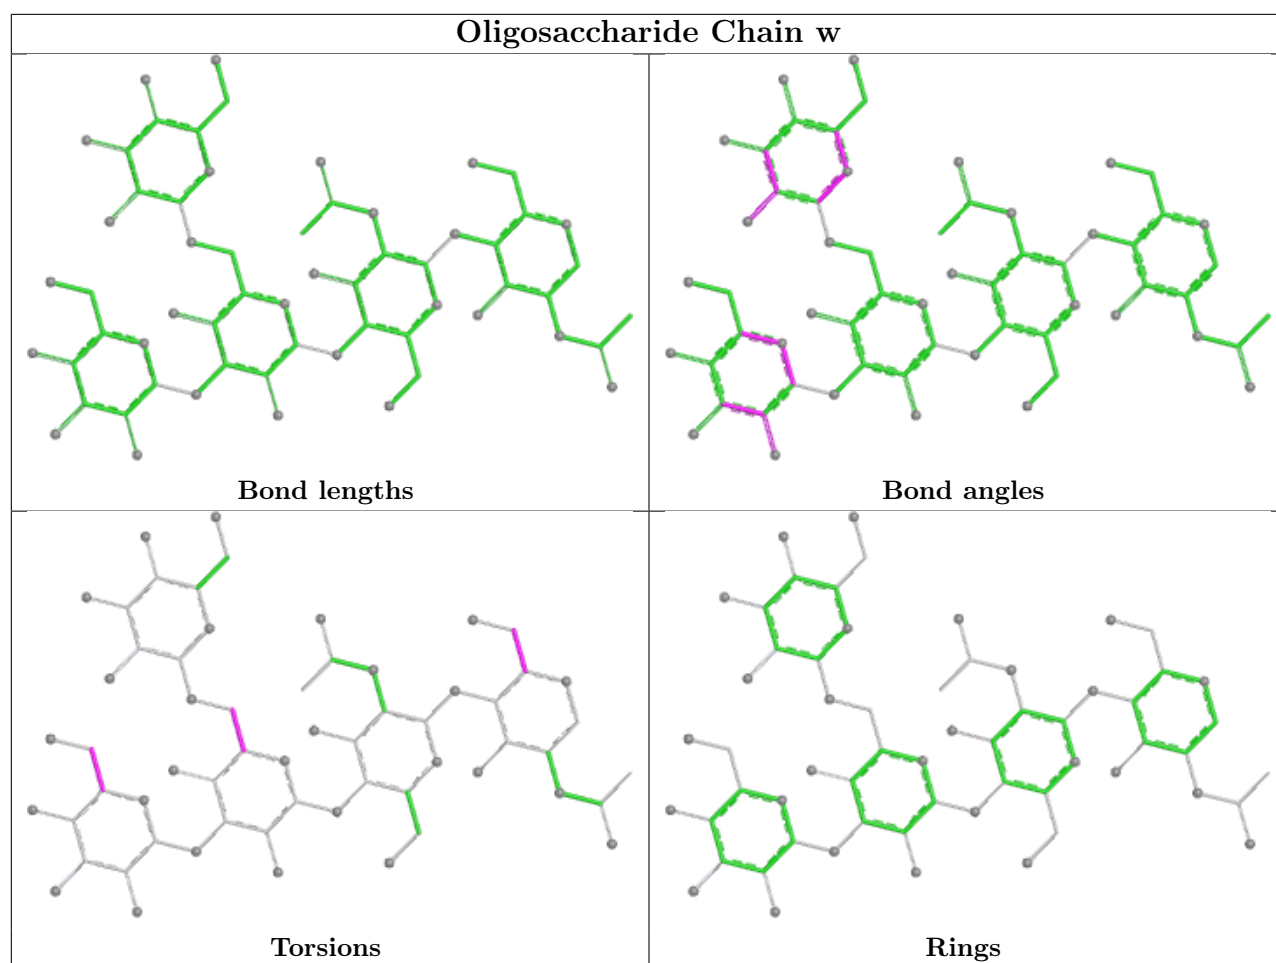 Oligosaccharide Chain w
Bond lengths
Bond angles
Torsions
Rings